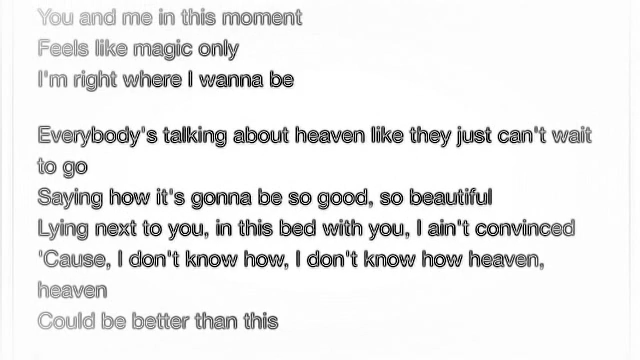 You and me in this moment
Feels like magic only
I'm right where I wanna be
Everybody's talking about heaven like they just can't wait
to go
Saying how it's gonna be so good, so beautiful
Lying next to you, in this bed with you, I ain't convinced
'Cause, I don't know how, I don't know how heaven,
heaven
Could be better than this